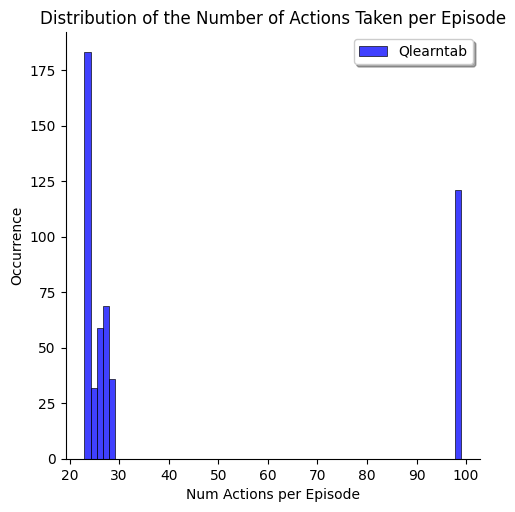 Distribution of the Number of Actions Taken per Episode
Qlearntab
175
150
125
100
75
50
25
0
Occurrence
20 30 40 50 60 70 80 90 100
Num Actions per Episode